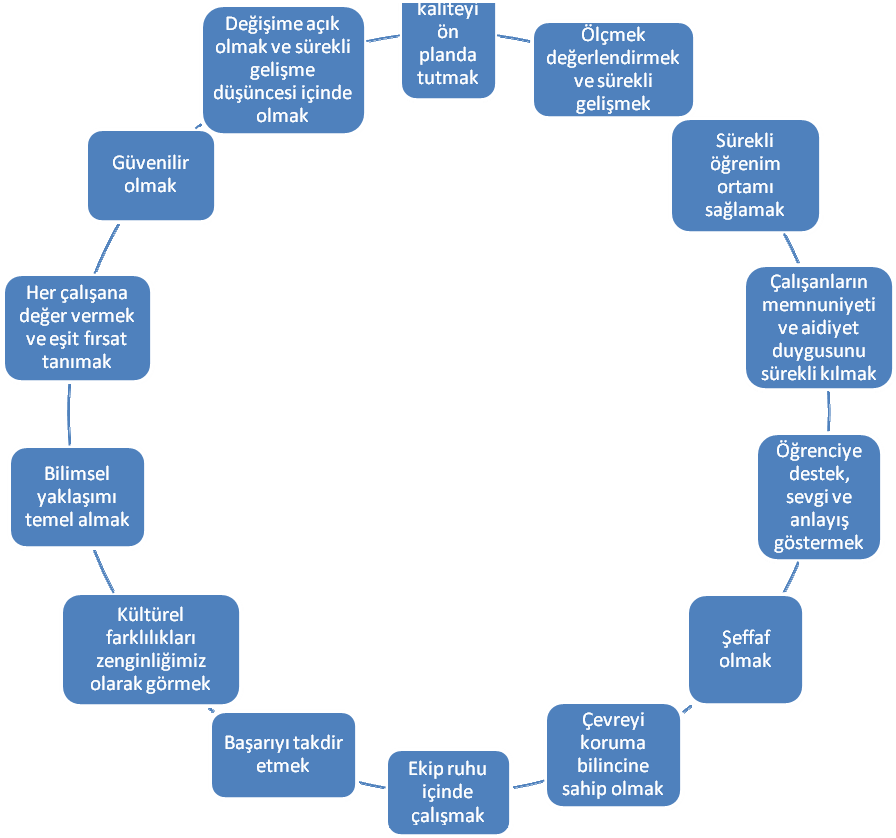 kaliteyi
ön
planda
tutmak
Ölçmek
değerlendirmek
ve sürekli
gelişmek
Sürekli
öğrenim
ortamı
sağlamak
Çalışanların
memnuniyeti
ve aidiyet
duygusunu
sürekli kılmak
Öğrenciye
destek,
sevgi ve
anlayış
göstermek
Şeffaf
olmak
Çevreyi
koruma
bilincine
sahip olmak
Ekip ruhu
içinde
çalışmak
Başarıyı takdir
etmek
Kültürel
farklılıkları
zenginliğimiz
olarak görmek
Bilimsel
yaklaşımı
temel almak
Her çalışana
değer vermek
ve eşit fırsat
tanımak
Güvenilir
olmak
Değişime açık
olmak ve sürekli
gelişme
düşüncesi içinde
olmak